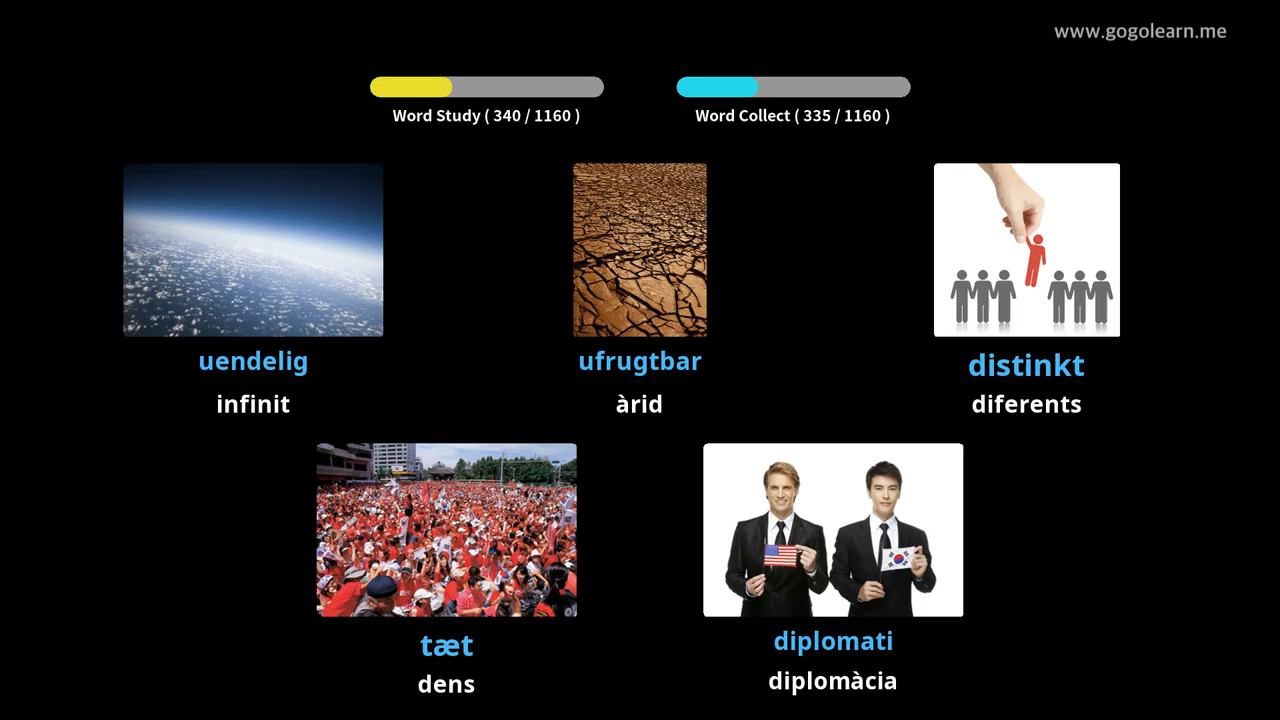 www.gogolearn.me
Word Study ( 340 / 1160 )
Word Collect ( 335 / 1160 )
uendelig
infinit
ufrugtbar
àrid
distinkt
diferents
tæt
dens
diplomati
diplomàcia